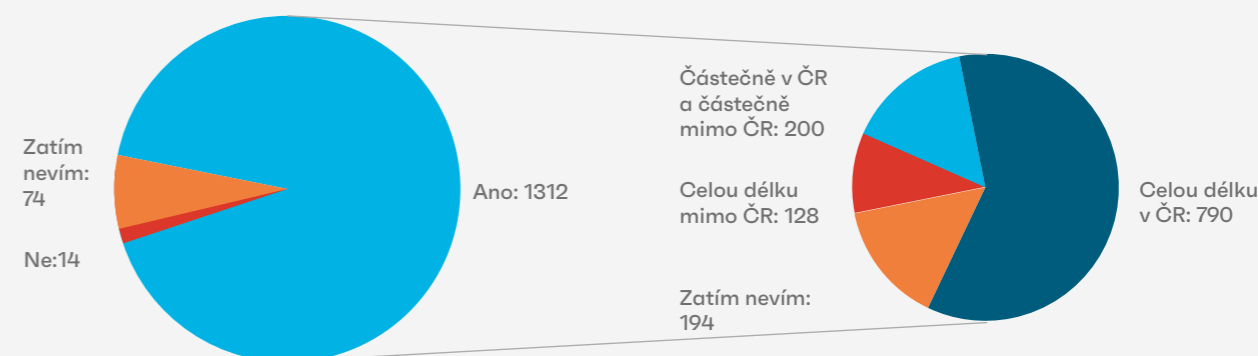 Zatím
nevím:
74
Ne:14
Ano: 1312
Částečně v ČR
a částečně
mimo ČR: 200
Celou délku
mimo ČR: 128
Zatím nevím:
194
Celou délku
v ČR: 790